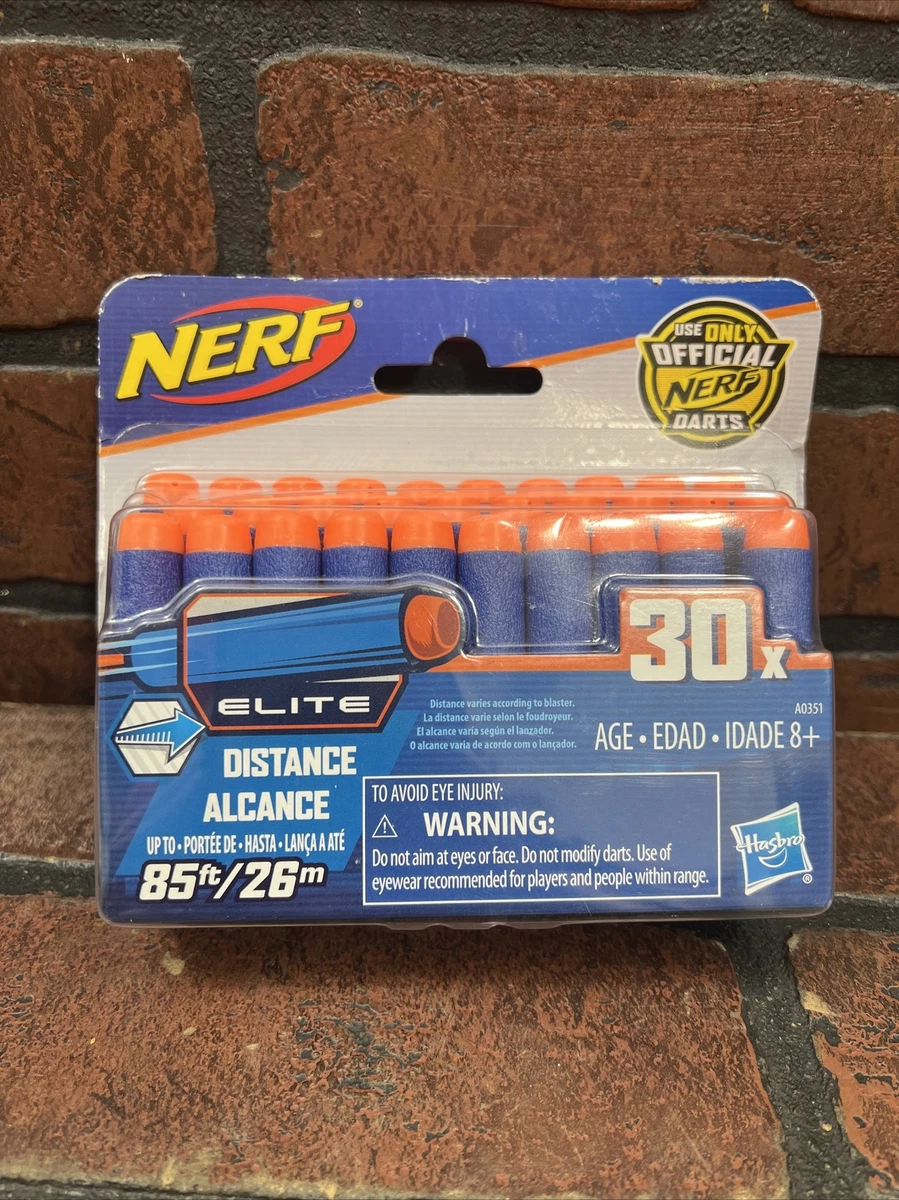 NERF®
USE ONLY
OFFICIAL
NERF
DARTS™
30x
ELITE
A0351
Distance varies according to blaster.
La distance varie selon le foudroyeur.
El alcance varía según el lanzador.
O alcance varia de acordo com o lançador.
AGE • EDAD • IDADE 8+
DISTANCE
ALCANCE
UP TO • PORTÉE DE • HASTA • LANÇA A ATÉ
85ft/26m
TO AVOID EYE INJURY:
WARNING:
Do not aim at eyes or face. Do not modify darts. Use of
eyewear recommended for players and people within range.
Hasbro®